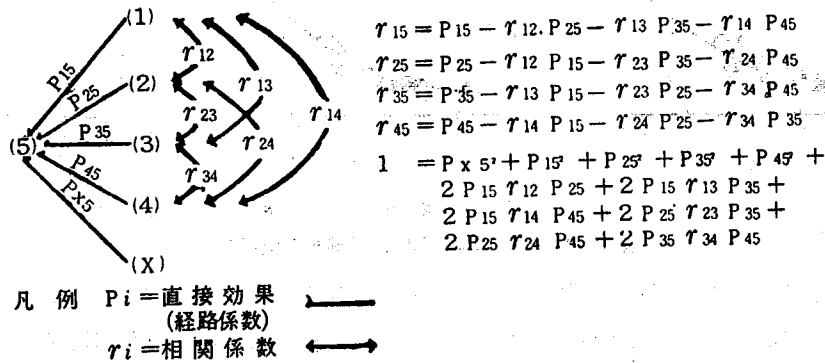 (1)
(2)
(3)
(4)
(5)
(X)
P15
P25
P35
P45
PX5
r12
r23
r34
r13
r24
r14
r15 = P15 − r12. P25 − r13 P35 − r14 P45
r25 = P25 − r12 P15 − r23 P35 − r24 P45
r35 = P35 − r13 P15 − r23 P25 − r34 P45
r45 = P45 − r14 P15 − r24 P25 − r34 P35
1 = Px 5² + P15² + P25² + P35² + P45² +
2 P15 r12 P25 + 2 P15 r13 P35 +
2 P15 r14 P45 + 2 P25 r23 P35 +
2 P25 r24 P45 + 2 P35 r34 P45
凡 例 Pi = 直接効果
(経路係数)
ri = 相関係数